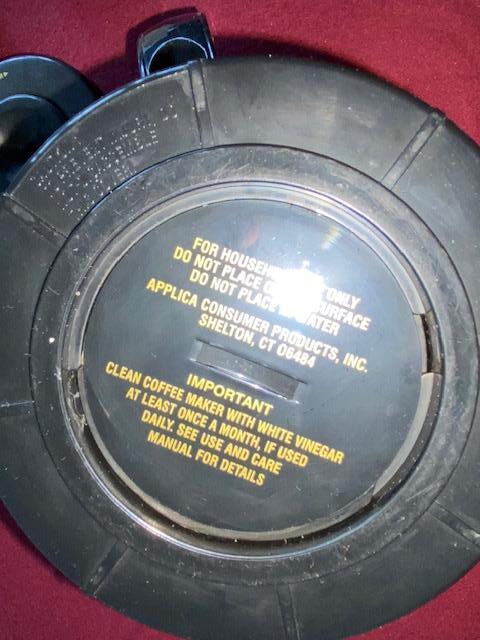 FOR HOUSEHOLD ONLY
DO NOT PLACE SURFACE
DO NOT PLACE WATER
APPLICA CONSUMER PRODUCTS, INC.
SHELTON, CT 06484
IMPORTANT
CLEAN COFFEE MAKER WITH WHITE VINEGAR
AT LEAST ONCE A MONTH, IF USED
DAILY. SEE USE AND CARE
MANUAL FOR DETAILS